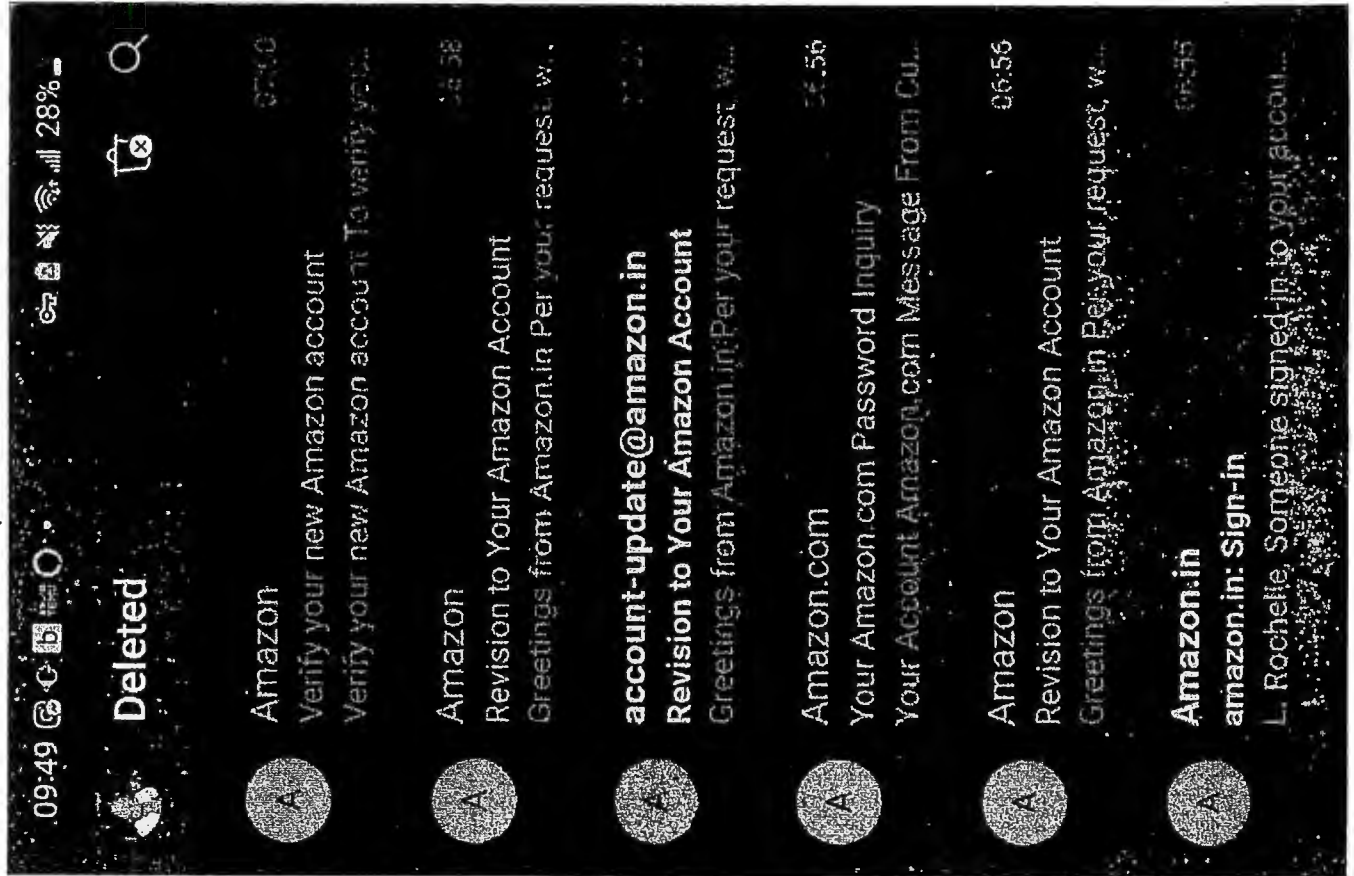 09:49 28%
Deleted
Amazon 07:00
Verify your new Amazon account
Verify your new Amazon account To verify you...
Amazon
Revision to Your Amazon Account
Greetings from Amazon.in Per your request, w...
account-update@amazon.in
Revision to Your Amazon Account
Greetings from Amazon.in Per your request, w...
Amazon.com 06:56
Your Amazon.com Password Inquiry
Your Account Amazon.com Message From Cu...
Amazon 06:56
Revision to Your Amazon Account
Greetings from Amazon.in Per your request, w...
Amazon.in
amazon.in: Sign-in
L. Rochelle, Someone signed-in to your accou...
A
A
A
A
A
A